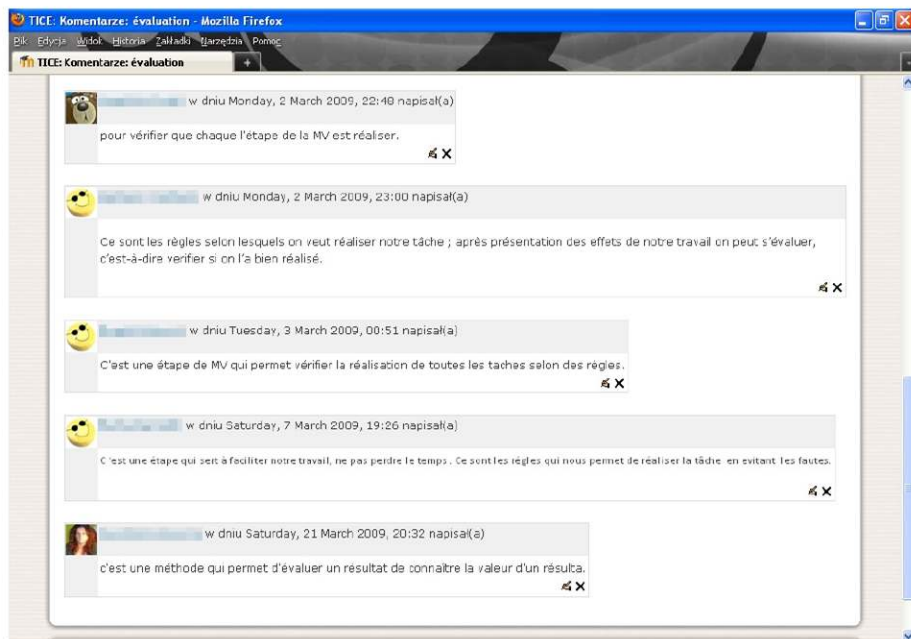 TICE: Komentarze: évaluation - Mozilla Firefox
Plik Edycja Widok Historia Zakładki Narzędzia Pomoc
TICE: Komentarze: évaluation
w dniu Monday, 2 March 2009, 22:40 napisał(a)
pour vérifier que chaque l'étape de la MV est réaliser.
w dniu Monday, 2 March 2009, 23:00 napisał(a)
Ce sont les règles selon lesquels on veut réaliser notre tâche ; après présentation des effets de notre travail on peut s'évaluer,
c'est-à-dire verifier si on l'a bien réalisé.
w dniu Tuesday, 3 March 2009, 00:51 napisał(a)
C'est une étape de MV qui permet vérifier la réalisation de toutes les taches selon des règles.
w dniu Saturday, 7 March 2009, 19:26 napisał(a)
C 'est une étape qui sert à faciliter notre travail, ne pas perdre le temps . Ce sont les règles qui nous permet de réaliser la tâche en evitant les fautes.
w dniu Saturday, 21 March 2009, 20:32 napisał(a)
c'est une méthode qui permet d'évaluer un résultat de connaître la valeur d'un résulta.